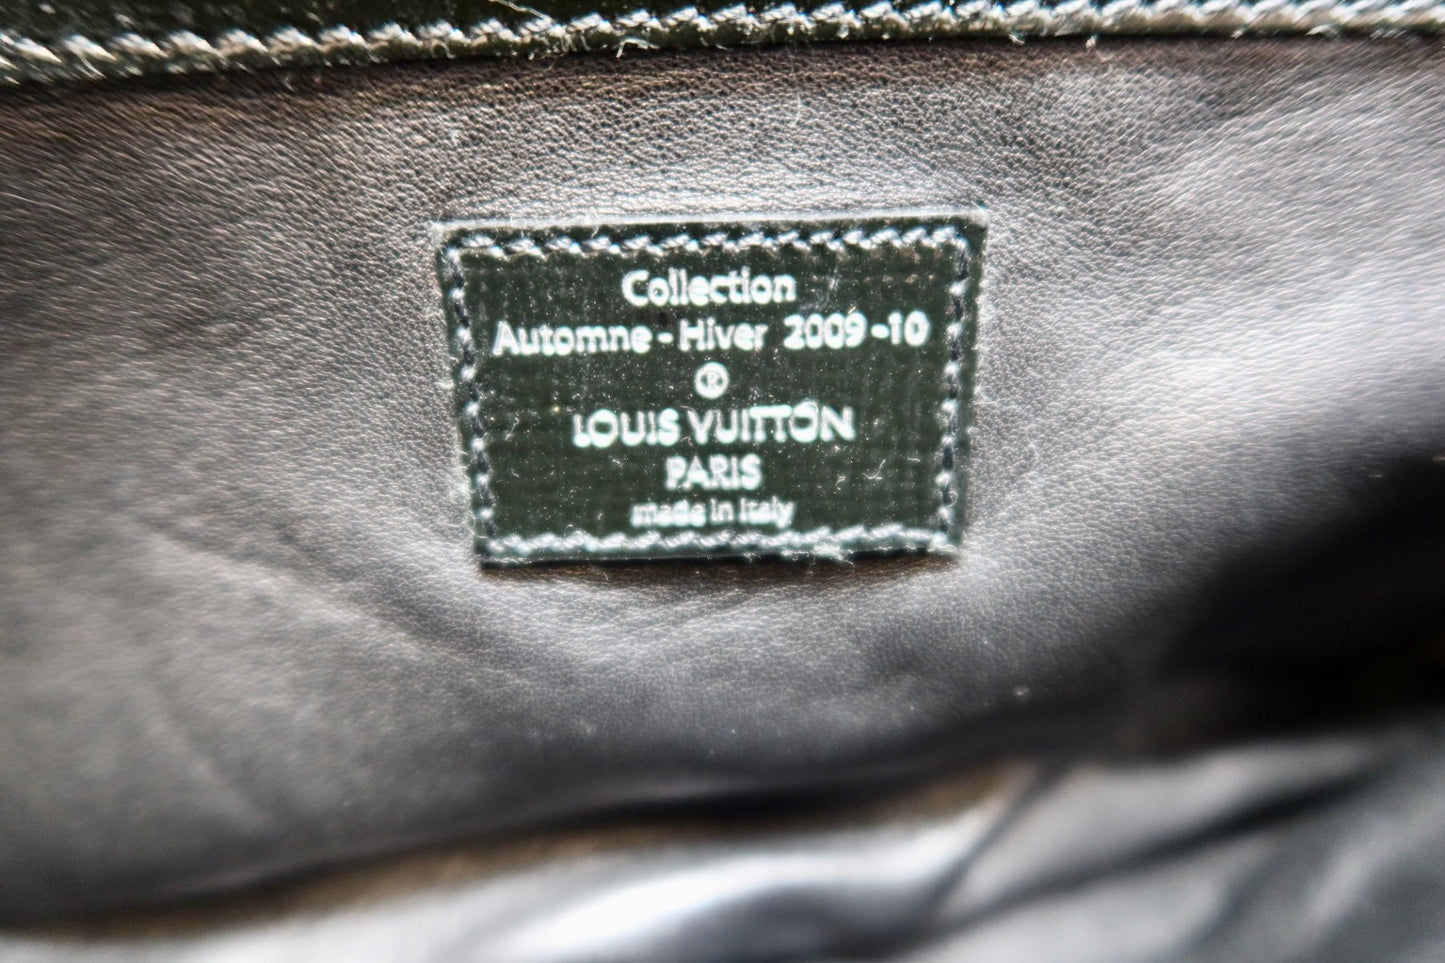 Collection
Automne - Hiver 2009-10
®
LOUIS VUITTON
PARIS
made in Italy